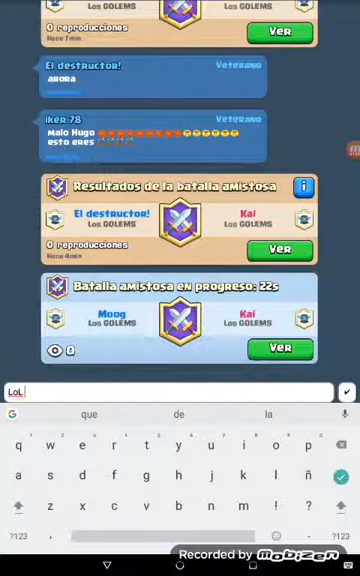 Los GOLEMS
Los GOLEMS
0 reproducciones
Hace 7min
Ver
El destructor!
Veterano
arora
iker 78
Veterano
Malo Hugo
esto eres
Resultados de la batalla amistosa
i
El destructor!
Kai
Los GOLEMS
Los GOLEMS
0 reproducciones
Hace 4min
Ver
Batalla amistosa en progreso: 22s
Moog
Kai
Los GOLEMS
Los GOLEMS
Ver
LoL
G
que
de
la
q w e r t y u i o p
a s d f g h j k l ñ
z x c v b n m ! ?
?123
,
.
?123
Recorded by Mobizen